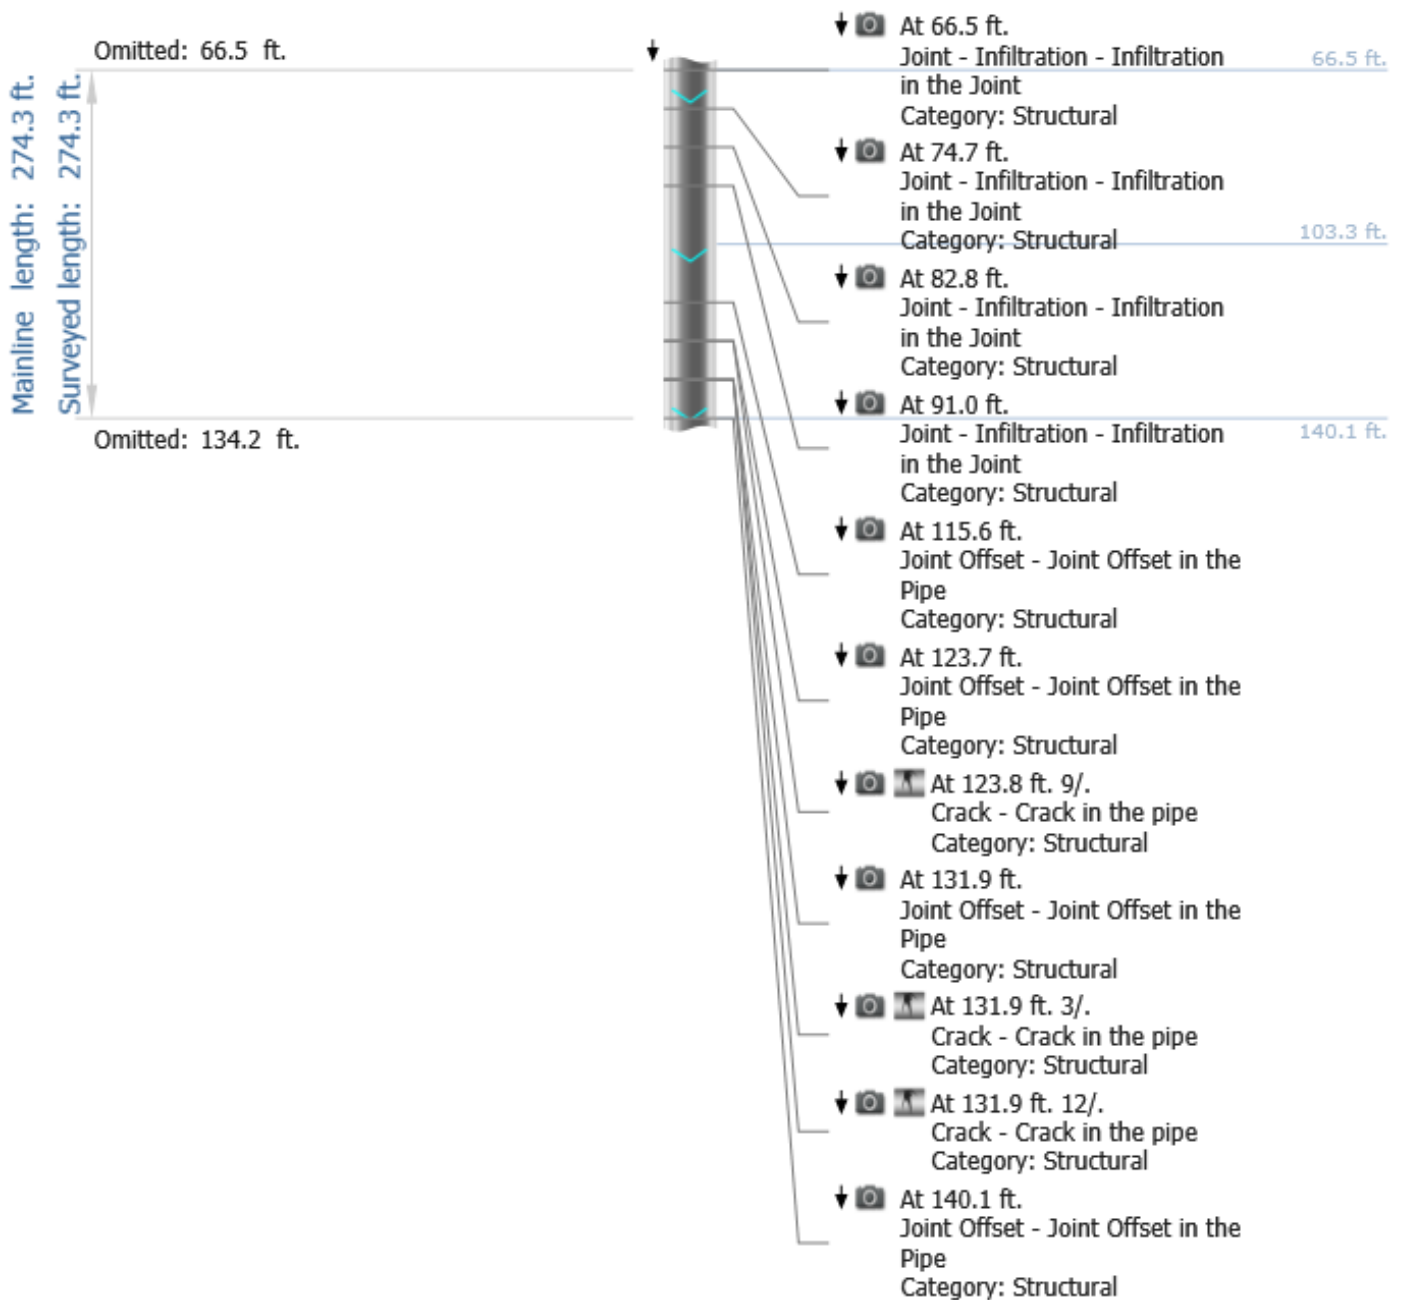 Omitted: 66.5 ft.
Mainline length: 274.3 ft.
Surveyed length: 274.3 ft.
Omitted: 134.2 ft.
At 66.5 ft.
Joint - Infiltration - Infiltration
in the Joint
Category: Structural
66.5 ft.
At 74.7 ft.
Joint - Infiltration - Infiltration
in the Joint
Category: Structural
103.3 ft.
At 82.8 ft.
Joint - Infiltration - Infiltration
in the Joint
Category: Structural
At 91.0 ft.
Joint - Infiltration - Infiltration
in the Joint
Category: Structural
140.1 ft.
At 115.6 ft.
Joint Offset - Joint Offset in the
Pipe
Category: Structural
At 123.7 ft.
Joint Offset - Joint Offset in the
Pipe
Category: Structural
At 123.8 ft. 9/.
Crack - Crack in the pipe
Category: Structural
At 131.9 ft.
Joint Offset - Joint Offset in the
Pipe
Category: Structural
At 131.9 ft. 3/.
Crack - Crack in the pipe
Category: Structural
At 131.9 ft. 12/.
Crack - Crack in the pipe
Category: Structural
At 140.1 ft.
Joint Offset - Joint Offset in the
Pipe
Category: Structural